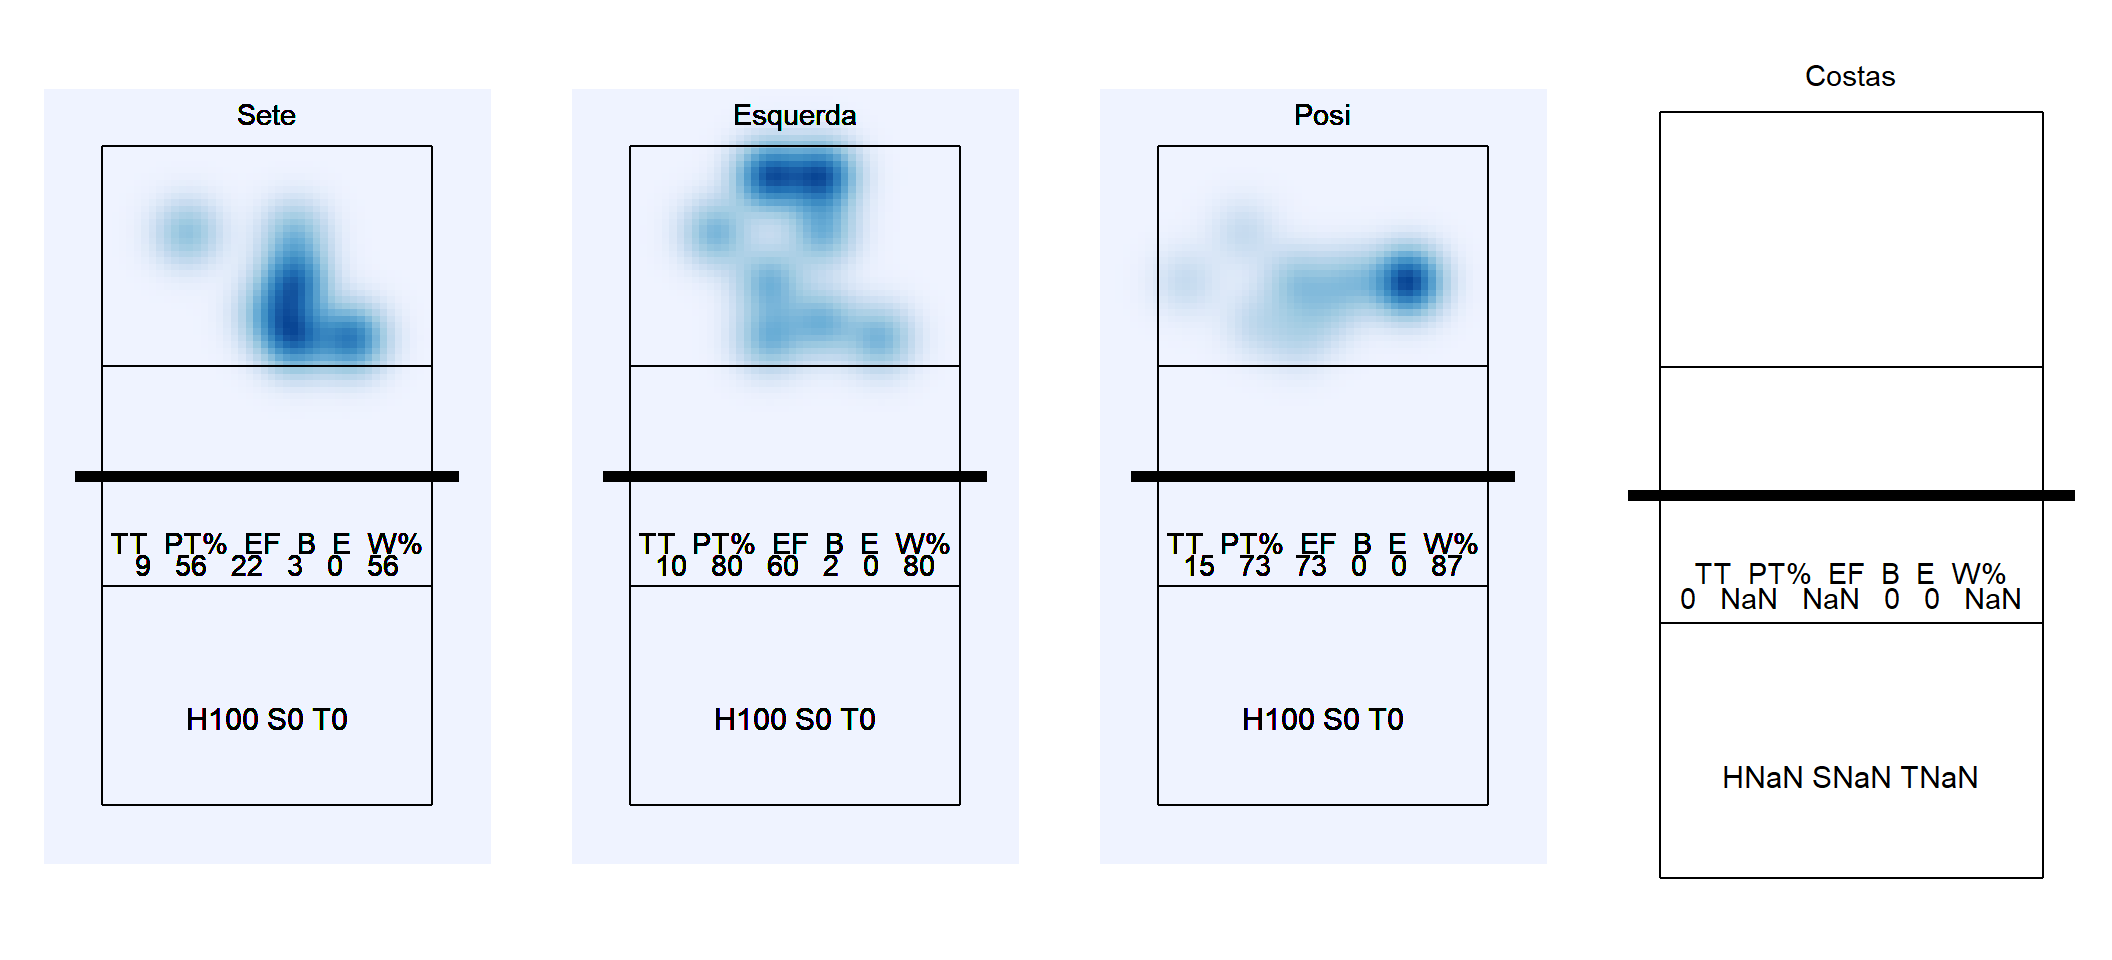 Sete
TT PT% EF B E W%
9 56 22 3 0 56
H100 S0 T0
Esquerda
TT PT% EF B E W%
10 80 60 2 0 80
H100 S0 T0
Posi
TT PT% EF B E W%
15 73 73 0 0 87
H100 S0 T0
Costas
TT PT% EF B E W%
0 NaN NaN 0 0 NaN
HNaN SNaN TNaN